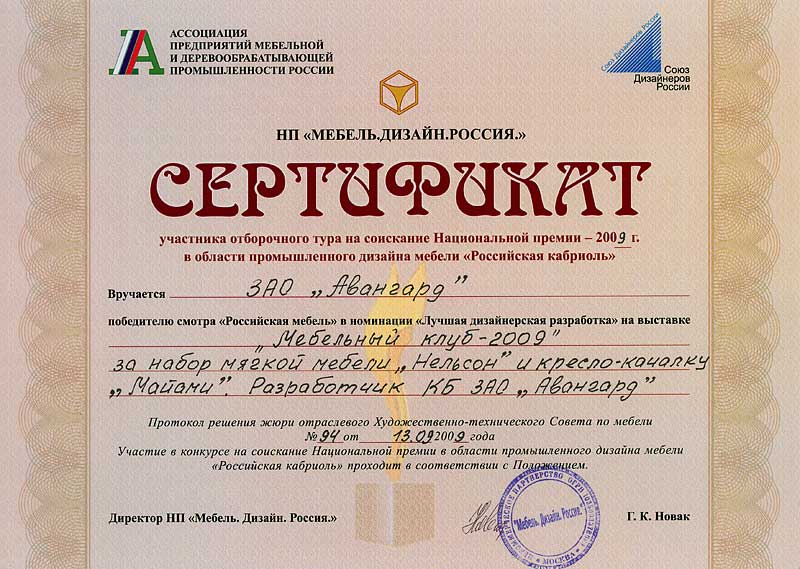 АССОЦИАЦИЯ
ПРЕДПРИЯТИЙ МЕБЕЛЬНОЙ
И ДЕРЕВООБРАБАТЫВАЮЩЕЙ
ПРОМЫШЛЕННОСТИ РОССИИ
Союз Дизайнеров России
Союз
Дизайнеров
России
НП «МЕБЕЛЬ.ДИЗАЙН.РОССИЯ.»
СЕРТИФИКАТ
участника отборочного тура на соискание Национальной премии – 2009 г.
в области промышленного дизайна мебели «Российская кабриоль»
Вручается ЗАО „Авангард”
победителю смотра «Российская мебель» в номинации «Лучшая дизайнерская разработка» на выставке
„Мебельный клуб-2009”
за набор мягкой мебели „Нельсон” и кресло-качалку
„Майами”. Разработчик КБ ЗАО „Авангард”
Протокол решения жюри отраслевого Художественно-технического Совета по мебели
№ 94 от 13.09 2009 года
Участие в конкурсе на соискание Национальной премии в области промышленного дизайна мебели
«Российская кабриоль» проходит в соответствии с Положением.
Директор НП «Мебель. Дизайн. Россия.»
"Мебель. Дизайн. Россия."
НЕКОММЕРЧЕСКОЕ ПАРТНЕРСТВО ОГРН
МОСКВА
Г. К. Новак